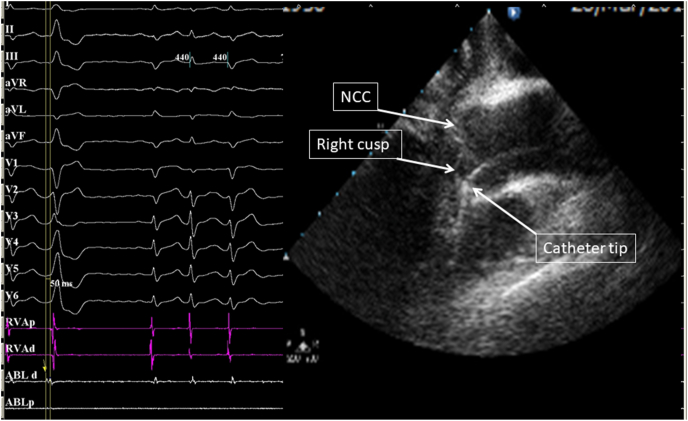 II
III
440
440
aVR
aVL
aVF
V1
V2
V3
V4
V5
50 ms
V6
RVAp
RVAd
ABL d
ABLp
NCC
Right cusp
Catheter tip